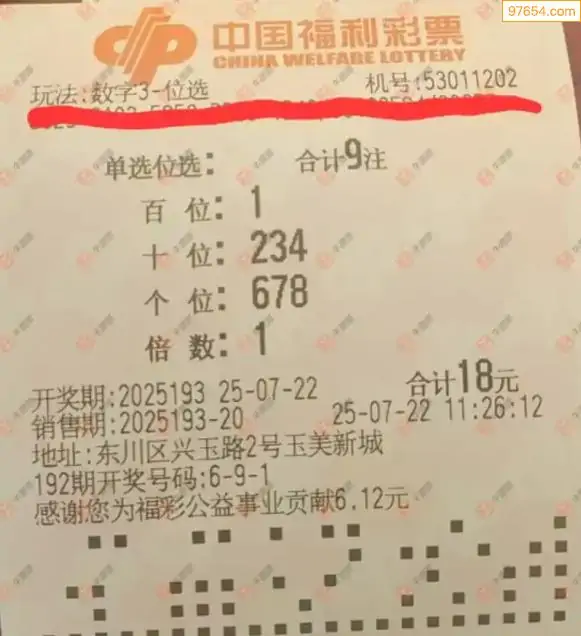 97654.com
中国福利彩票
CHINA WELFARE LOTTERY
玩法:数字3-位选 机号:53011202
单选位选: 合计9注
百 位: 1
十 位: 234
个 位: 678
倍 数: 1
开奖期:2025193 25-07-22 合计18元
销售期:2025193-20 25-07-22 11:26:12
地址:东川区兴玉路2号玉美新城
192期开奖号码:6-9-1
感谢您为福彩公益事业贡献6.12元